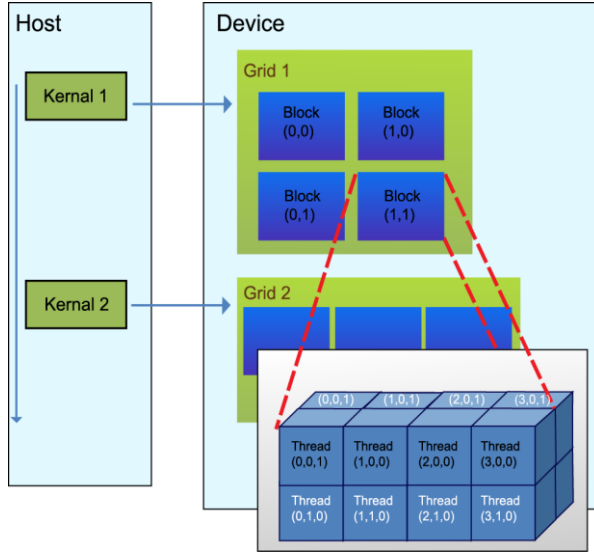 Host
Device
Kernal 1
Grid 1
Block
(0,0)
Block
(1,0)
Block
(0,1)
Block
(1,1)
Kernal 2
Grid 2
(0,0,1)
(1,0,1)
(2,0,1)
(3,0,1)
Thread
(0,0,1)
Thread
(1,0,0)
Thread
(2,0,0)
Thread
(3,0,0)
Thread
(0,1,0)
Thread
(1,1,0)
Thread
(2,1,0)
Thread
(3,1,0)